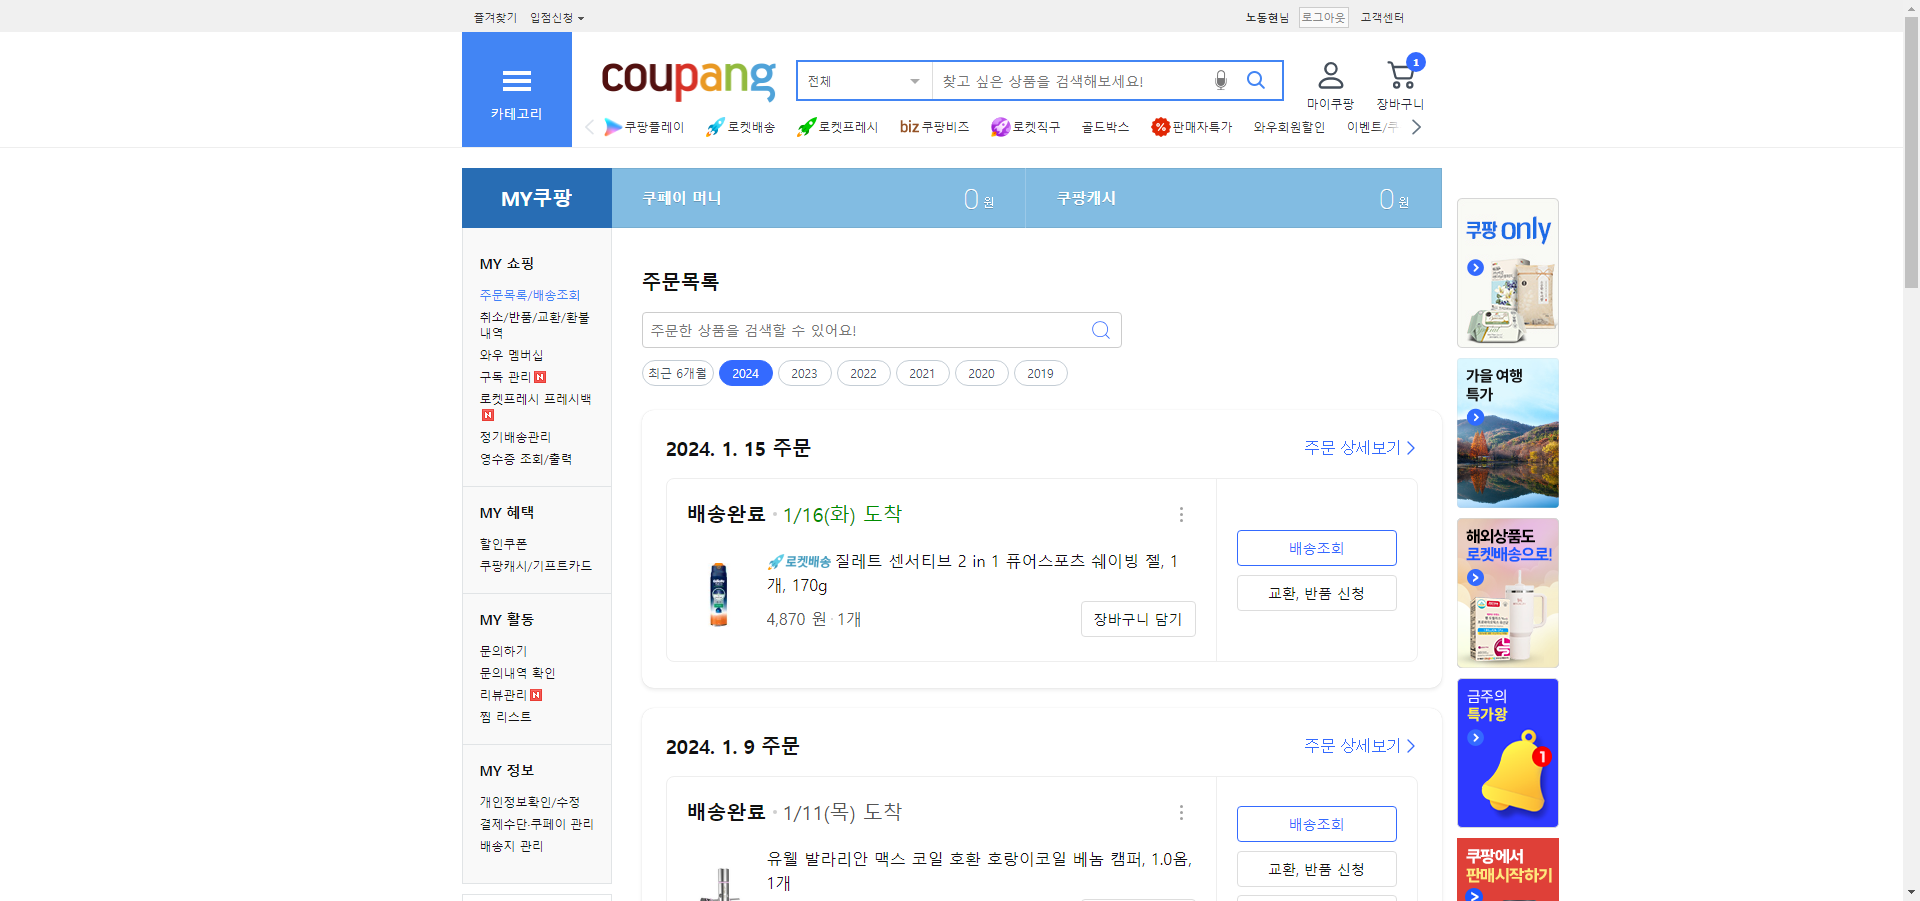 즐겨찾기 입점신청
노동현님 로그아웃 고객센터
카테고리
coupang
전체
찾고 싶은 상품을 검색해보세요!
마이쿠팡
1
장바구니
쿠팡플레이 로켓배송 로켓프레시 biz 쿠팡비즈 로켓직구 골드박스 판매자특가 와우회원할인 이벤트/쿠
MY쿠팡
쿠페이 머니 0 원
쿠팡캐시 0 원
MY 쇼핑
주문목록/배송조회
취소/반품/교환/환불
내역
와우 멤버십
구독 관리 N
로켓프레시 프레시백
N
정기배송관리
영수증 조회/출력
MY 혜택
할인쿠폰
쿠팡캐시/기프트카드
MY 활동
문의하기
문의내역 확인
리뷰관리 N
찜 리스트
MY 정보
개인정보확인/수정
결제수단·쿠페이 관리
배송지 관리
주문목록
주문한 상품을 검색할 수 있어요!
최근 6개월 2024 2023 2022 2021 2020 2019
2024. 1. 15 주문
주문 상세보기
배송완료 · 1/16(화) 도착
로켓배송 질레트 센서티브 2 in 1 퓨어스포츠 쉐이빙 젤, 1
개, 170g
4,870 원 · 1개
장바구니 담기
배송조회
교환, 반품 신청
2024. 1. 9 주문
주문 상세보기
배송완료 · 1/11(목) 도착
유웰 발라리안 맥스 코일 호환 호랑이코일 베놈 캠퍼, 1.0옴,
1개
배송조회
교환, 반품 신청
쿠팡 only
가을 여행
특가
해외상품도
로켓배송으로!
금주의
특가왕
1
쿠팡에서
판매시작하기